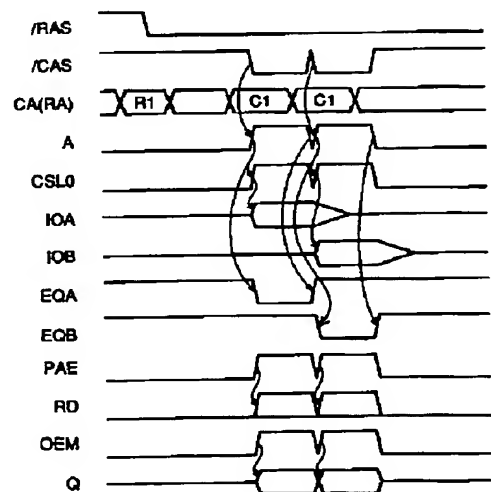 /RAS
/CAS
CA(RA) R1 C1 C1
A
CSL0
IOA
IOB
EQA
EQB
PAE
RD
OEM
Q